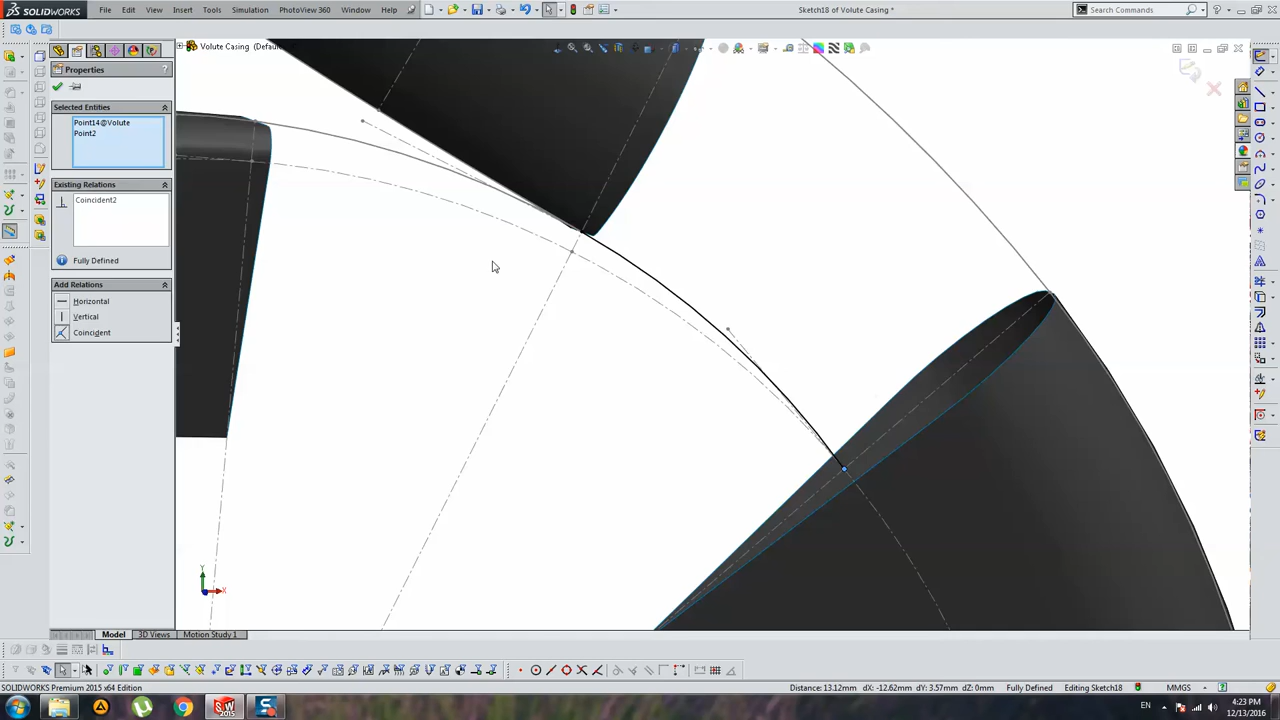 SOLIDWORKS
File Edit View Insert Tools Simulation PhotoView 360 Window Help
Sketch18 of Volute Casing *
Search Commands
Volute Casing (Defau
Properties
?
Selected Entities
Point14@Volute
Point2
Existing Relations
Coincident2
Fully Defined
Add Relations
Horizontal
Vertical
Coincident
Y
X
Model 3D Views Motion Study 1
SOLIDWORKS Premium 2015 x64 Edition
Distance: 13.12mm dX: -12.62mm dY: 3.57mm dZ: 0mm Fully Defined Editing Sketch18 MMGS
EN
4:23 PM
12/13/2016